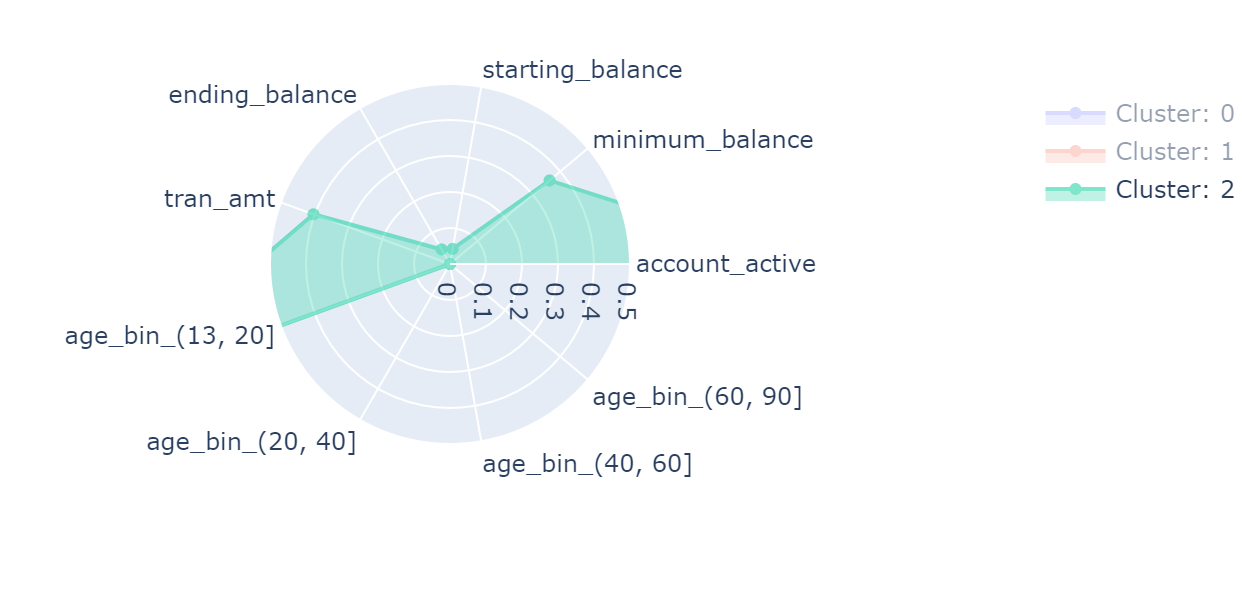 starting_balance
ending_balance
minimum_balance
tran_amt
account_active
0
0.1
0.2
0.3
0.4
0.5
age_bin_(13, 20]
age_bin_(60, 90]
age_bin_(20, 40]
age_bin_(40, 60]
Cluster: 0
Cluster: 1
Cluster: 2